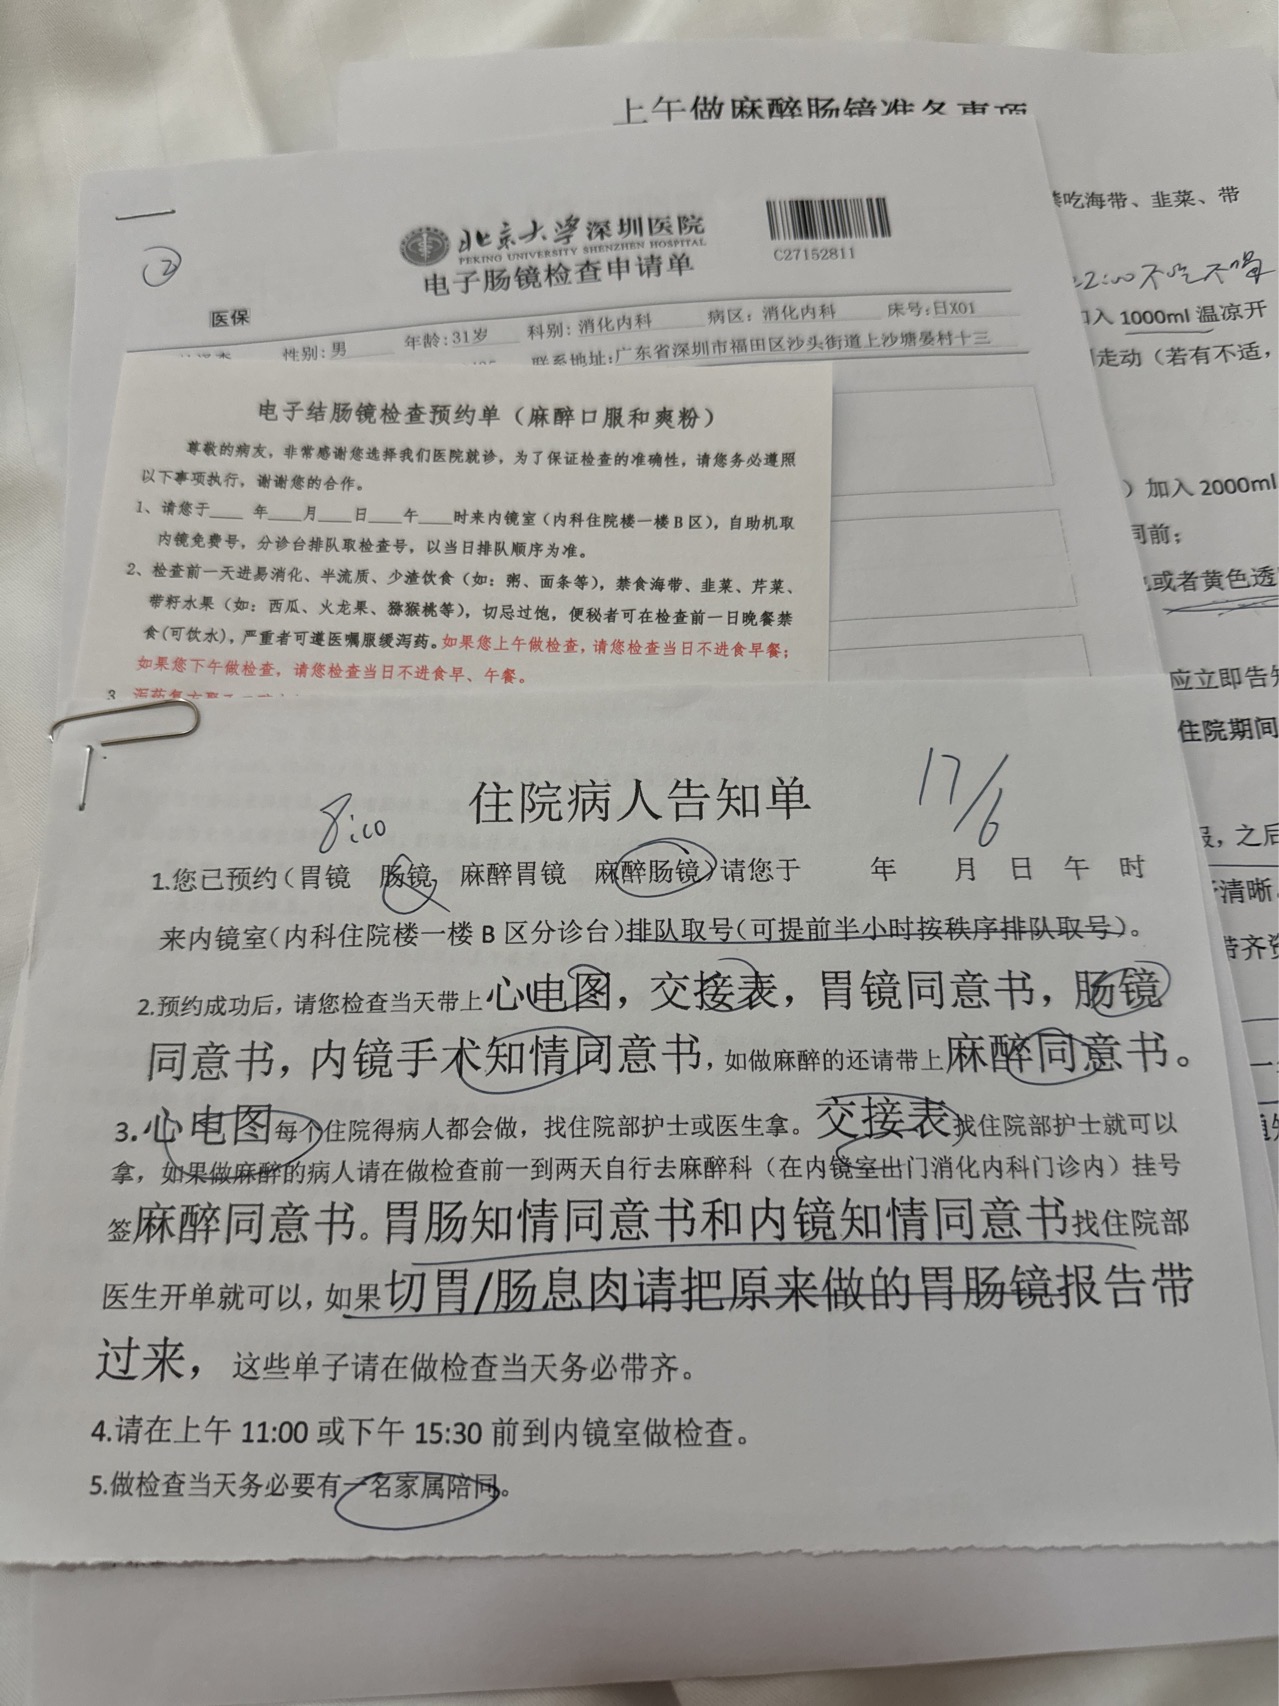 上午做麻醉肠镜准备事项
吃海带、韭菜、带
2:00不吃不喝
加入1000ml温凉开
走动（若有不适，
）加入2000ml
同前；
或者黄色透
应立即告知
住院期间
服，之后
清晰
带齐资
②
北京大学深圳医院
PEKING UNIVERSITY SHENZHEN HOSPITAL
C27152811
电子肠镜检查申请单
医保
性别：男 年龄：31岁 科别：消化内科 病区：消化内科 床号：日X01
联系地址：广东省深圳市福田区沙头街道上沙塘晏村十三
电子结肠镜检查预约单（麻醉口服和爽粉）
尊敬的病友，非常感谢您选择我们医院就诊，为了保证检查的准确性，请您务必遵照
以下事项执行，谢谢您的合作。
1、请您于____年____月____日____午____时来内镜室（内科住院楼一楼B区），自助机取
内镜免费号，分诊台排队取检查号，以当日排队顺序为准。
2、检查前一天进易消化、半流质、少渣饮食（如：粥、面条等），禁食海带、韭菜、芹菜、
带籽水果（如：西瓜、火龙果、猕猴桃等），切忌过饱，便秘者可在检查前一日晚餐禁
食(可饮水)，严重者可遵医嘱服缓泻药。如果您上午做检查，请您检查当日不进食早餐；
如果您下午做检查，请您检查当日不进食早、午餐。
3
住院病人告知单
17/6
8:00
1.您已预约（胃镜 肠镜 麻醉胃镜 麻醉肠镜）请您于 年 月 日 午 时
来内镜室（内科住院楼一楼B区分诊台）排队取号（可提前半小时按秩序排队取号）。
2.预约成功后，请您检查当天带上心电图，交接表，胃镜同意书，肠镜
同意书，内镜手术知情同意书，如做麻醉的还请带上麻醉同意书。
3.心电图每个住院得病人都会做，找住院部护士或医生拿。交接表找住院部护士就可以
拿，如果做麻醉的病人请在做检查前一到两天自行去麻醉科（在内镜室出门消化内科门诊内）挂号
签麻醉同意书。胃肠知情同意书和内镜知情同意书找住院部
医生开单就可以，如果切胃/肠息肉请把原来做的胃肠镜报告带
过来，这些单子请在做检查当天务必带齐。
4.请在上午11:00或下午15:30前到内镜室做检查。
5.做检查当天务必要有一名家属陪同。